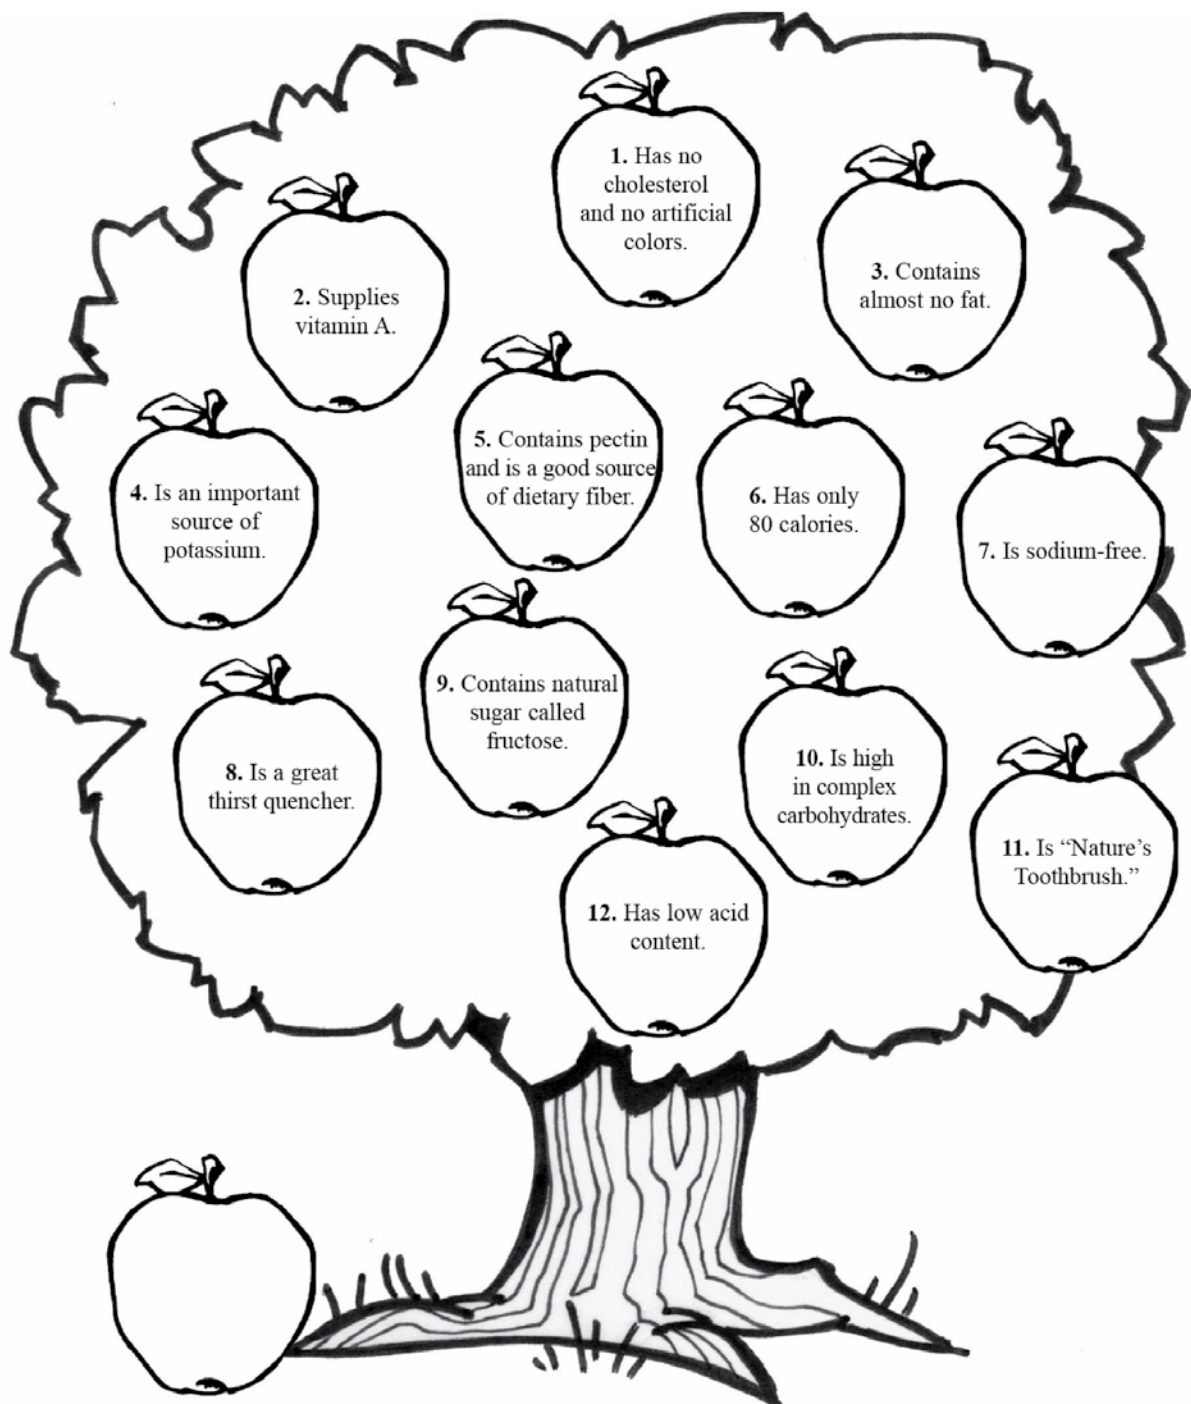 1. Has no
cholesterol
and no artificial
colors.
2. Supplies
vitamin A.
3. Contains
almost no fat.
4. Is an important
source of
potassium.
5. Contains pectin
and is a good source
of dietary fiber.
6. Has only
80 calories.
7. Is sodium-free.
8. Is a great
thirst quencher.
9. Contains natural
sugar called
fructose.
10. Is high
in complex
carbohydrates.
11. Is “Nature’s
Toothbrush.”
12. Has low acid
content.